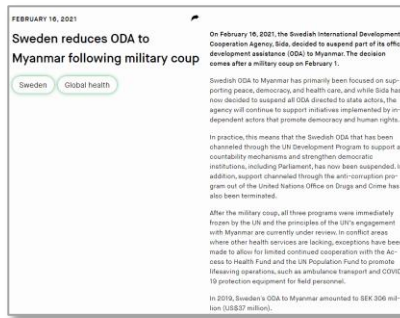 FEBRUARY 16, 2021
Sweden reduces ODA to
Myanmar following military coup
Sweden
Global health
On February 16, 2021, the Swedish International Development
Cooperation Agency, Sida, decided to suspend part of its offic
development assistance (ODA) to Myanmar. The decision
comes after a military coup on February 1.
Swedish ODA to Myanmar has primarily been focused on sup-
porting peace, democracy, and health care, and while Sida has
now decided to suspend all ODA directed to state actors, the
agency will continue to support initiatives implemented by in-
dependent actors that promote democracy and human rights.
In practice, this means that the Swedish ODA that has been
channeled through the UN Development Program to support a
countability mechanisms and strengthen democratic
institutions, including Parliament, has now been suspended. In
addition, support channeled through the anti-corruption pro-
gram out of the United Nations Office on Drugs and Crime has
also been terminated.
After the military coup, all three programs were immediately
frozen by the UN and the principles of the UN's engagement
with Myanmar are currently under review. In conflict areas
where other health services are lacking, exceptions have been
made to allow for limited continued cooperation with the Ac-
cess to Health Fund and the UN Population Fund to promote
lifesaving operations, such as ambulance transport and COVID
19 protection equipment for field personnel.
In 2019, Sweden's ODA to Myanmar amounted to SEK 306 mil-
lion (US$37 million).